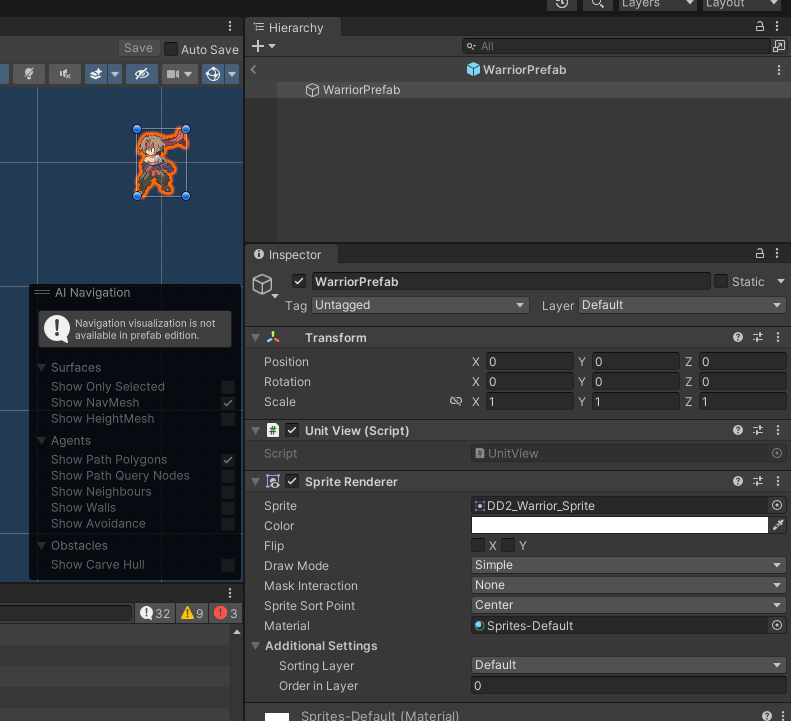 Layers
Layout
Save
Auto Save
Hierarchy
All
WarriorPrefab
WarriorPrefab
AI Navigation
Navigation visualization is not
available in prefab edition.
Surfaces
Show Only Selected
Show NavMesh
Show HeightMesh
Agents
Show Path Polygons
Show Path Query Nodes
Show Neighbours
Show Walls
Show Avoidance
Obstacles
Show Carve Hull
32
9
3
Inspector
WarriorPrefab
Static
Tag Untagged
Layer Default
Transform
Position X 0 Y 0 Z 0
Rotation X 0 Y 0 Z 0
Scale X 1 Y 1 Z 1
# Unit View (Script)
Script UnitView
Sprite Renderer
Sprite DD2_Warrior_Sprite
Color
Flip X Y
Draw Mode Simple
Mask Interaction None
Sprite Sort Point Center
Material Sprites-Default
Additional Settings
Sorting Layer Default
Order in Layer 0
Sprites-Default (Material)